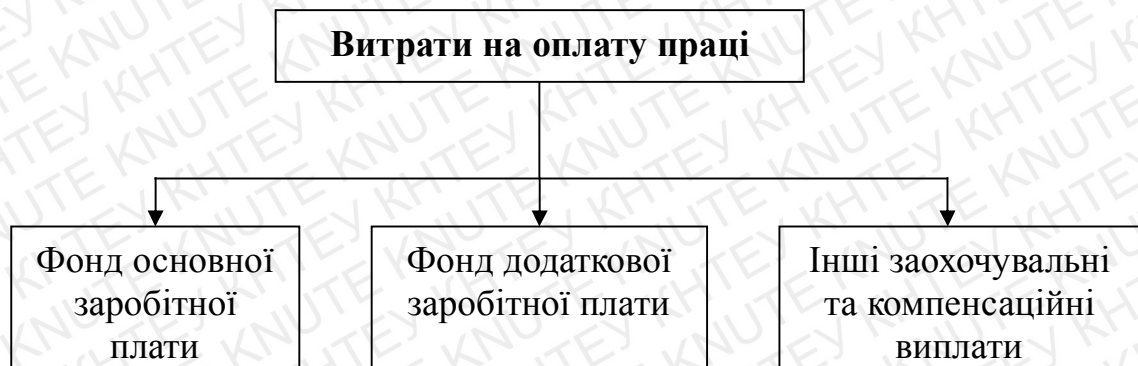 Витрати на оплату праці
Фонд основної
заробітної
плати
Фонд додаткової
заробітної плати
Інші заохочувальні
та компенсаційні
виплати